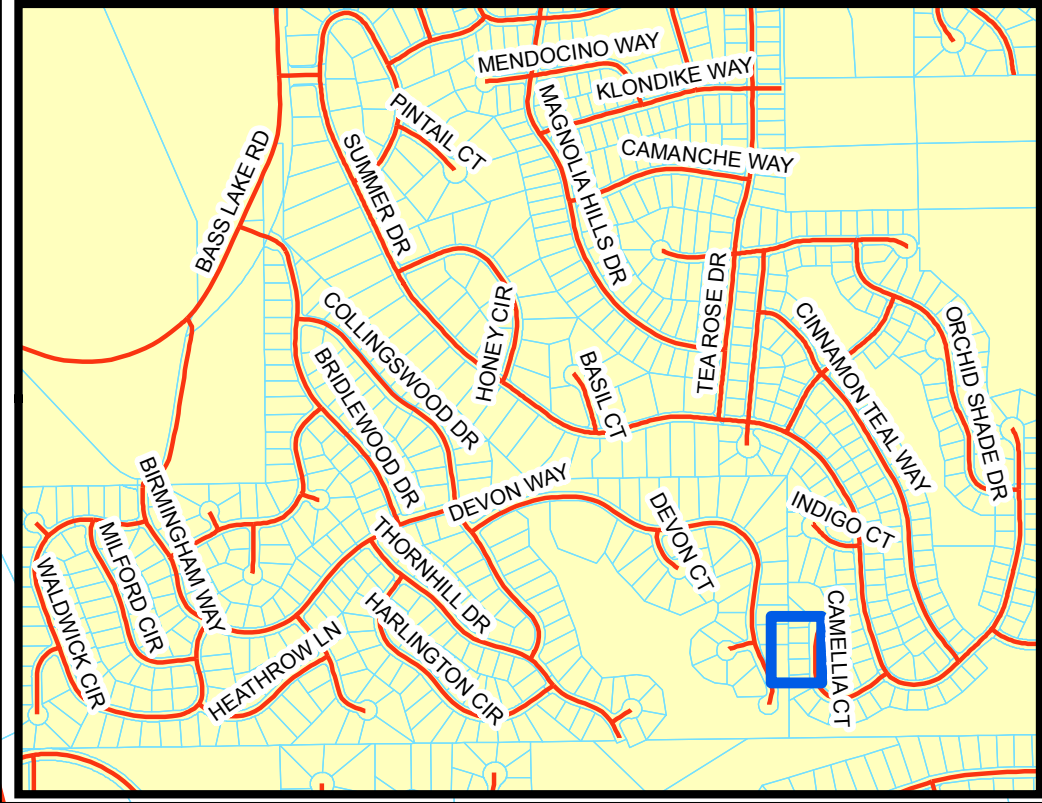 MENDOCINO WAY
KLONDIKE WAY
PINTAIL CT
MAGNOLIA HILLS DR
CAMANCHE WAY
SUMMER DR
BASS LAKE RD
TEA ROSE DR
HONEY CIR
COLLINGSWOOD DR
CINNAMON TEAL WAY
ORCHID SHADE DR
BRIDLEWOOD DR
BASIL CT
BIRMINGHAM WAY
DEVON WAY
DEVON CT
INDIGO CT
MILFORD CIR
THORNHILL DR
WALDWICK CIR
HARLINGTON CIR
HEATHROW LN
CAMELLIA CT